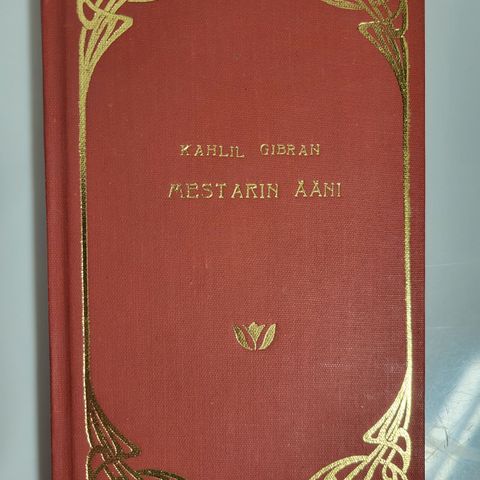 KAHLIL GIBRAN
MESTARIN ÄÄNI